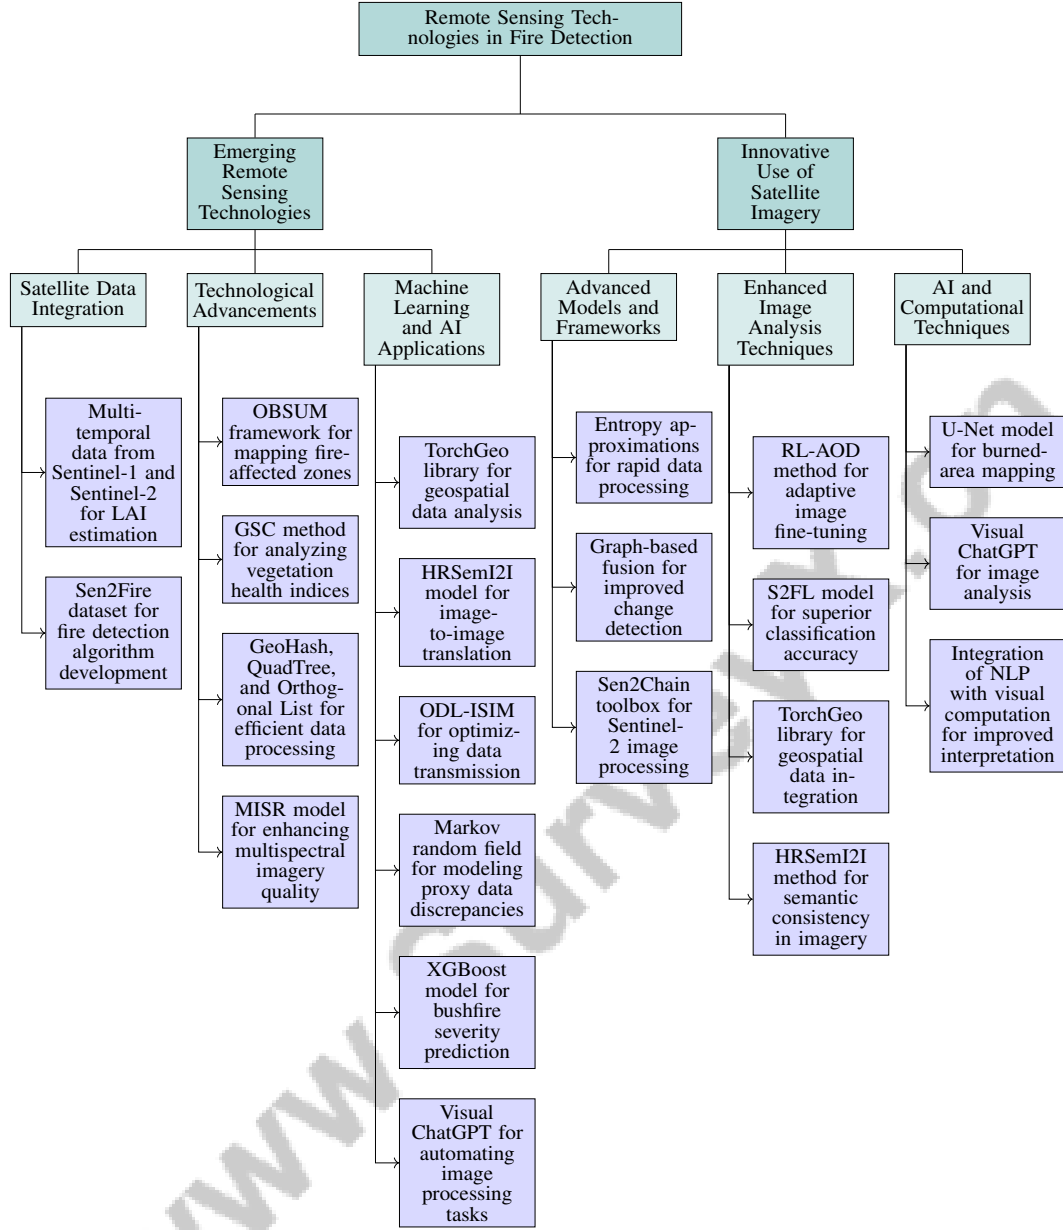 Remote Sensing Tech-
nologies in Fire Detection
Emerging
Remote
Sensing
Technologies
Innovative
Use of
Satellite
Imagery
Satellite Data
Integration
Technological
Advancements
Machine
Learning
and AI
Applications
Advanced
Models and
Frameworks
Enhanced
Image
Analysis
Techniques
AI and
Computational
Techniques
Multi-
temporal
data from
Sentinel-1 and
Sentinel-2
for LAI
estimation
Sen2Fire
dataset for
fire detection
algorithm
development
OBSUM
framework for
mapping fire-
affected zones
GSC method
for analyzing
vegetation
health indices
GeoHash,
QuadTree,
and Orthog-
onal List for
efficient data
processing
MISR model
for enhancing
multispectral
imagery
quality
TorchGeo
library for
geospatial
data analysis
HRSemI2I
model for
image-
to-image
translation
ODL-ISIM
for optimiz-
ing data
transmission
Markov
random field
for modeling
proxy data
discrepancies
XGBoost
model for
bushfire
severity
prediction
Visual
ChatGPT for
automating
image
processing
tasks
Entropy ap-
proximations
for rapid data
processing
Graph-based
fusion for
improved
change
detection
Sen2Chain
toolbox for
Sentinel-
2 image
processing
RL-AOD
method for
adaptive
image
fine-tuning
S2FL model
for superior
classification
accuracy
TorchGeo
library for
geospatial
data in-
tegration
HRSemI2I
method for
semantic
consistency
in imagery
U-Net model
for burned-
area mapping
Visual
ChatGPT
for image
analysis
Integration
of NLP
with visual
computation
for improved
interpretation